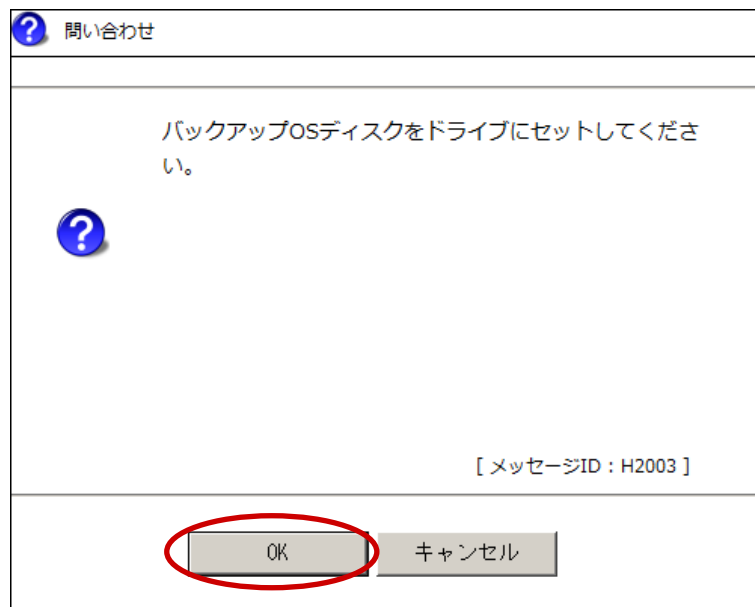 問い合わせ
バックアップOSディスクをドライブにセットしてくださ
い。
[ メッセージID : H2003 ]
OK
キャンセル